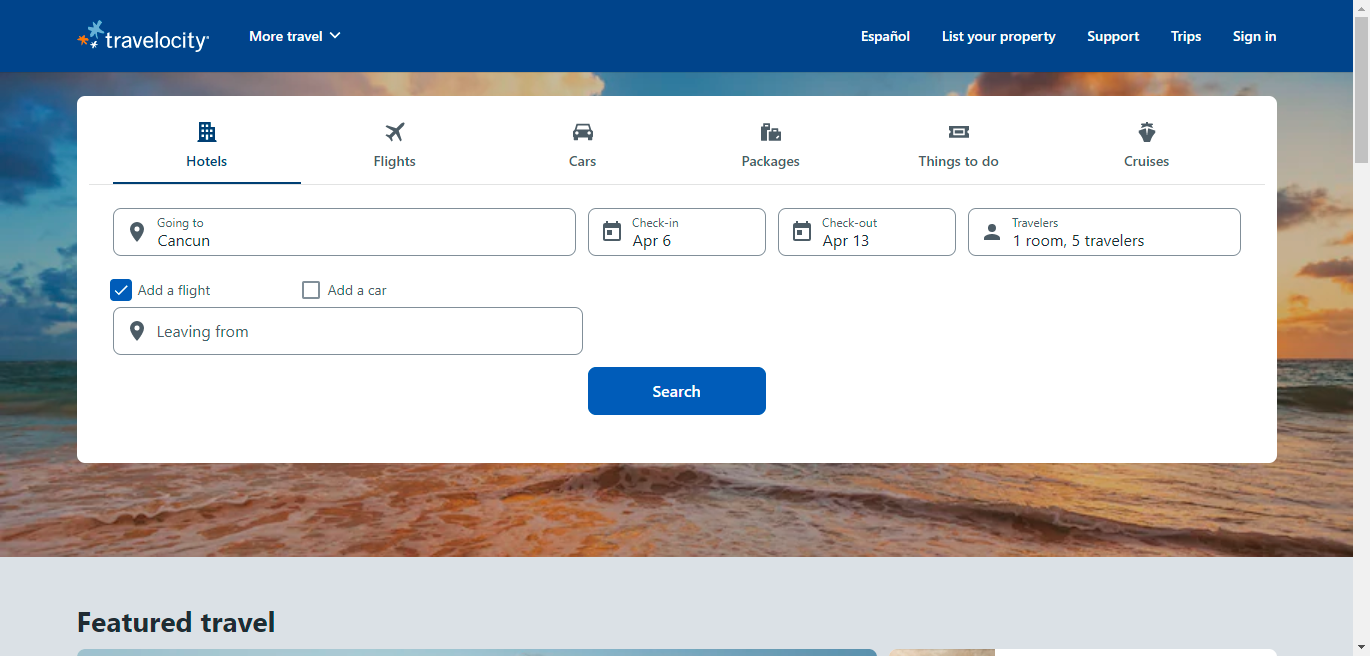 travelocity
More travel
Español
List your property
Support
Trips
Sign in
Hotels
Flights
Cars
Packages
Things to do
Cruises
Going to
Cancun
Check-in
Apr 6
Check-out
Apr 13
Travelers
1 room, 5 travelers
Add a flight
Add a car
Leaving from
Search
Featured travel